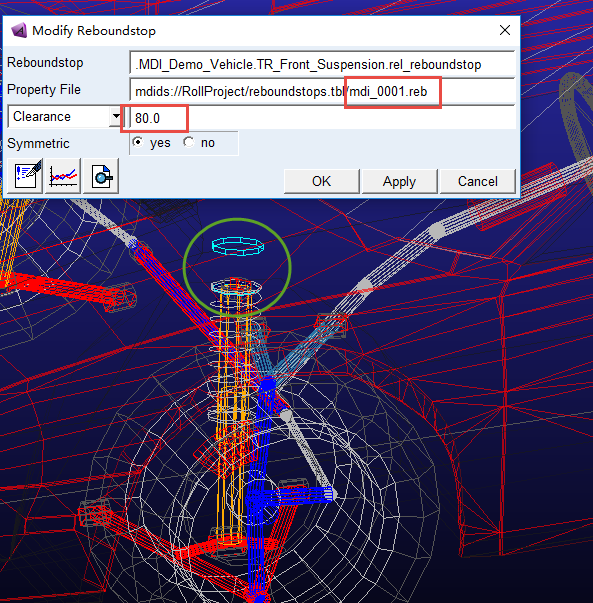 Modify Reboundstop
Reboundstop .MDI_Demo_Vehicle.TR_Front_Suspension.rel_reboundstop
Property File mdids://RollProject/reboundstops.tbl/mdi_0001.reb
Clearance 80.0
Symmetric yes no
OK Apply Cancel